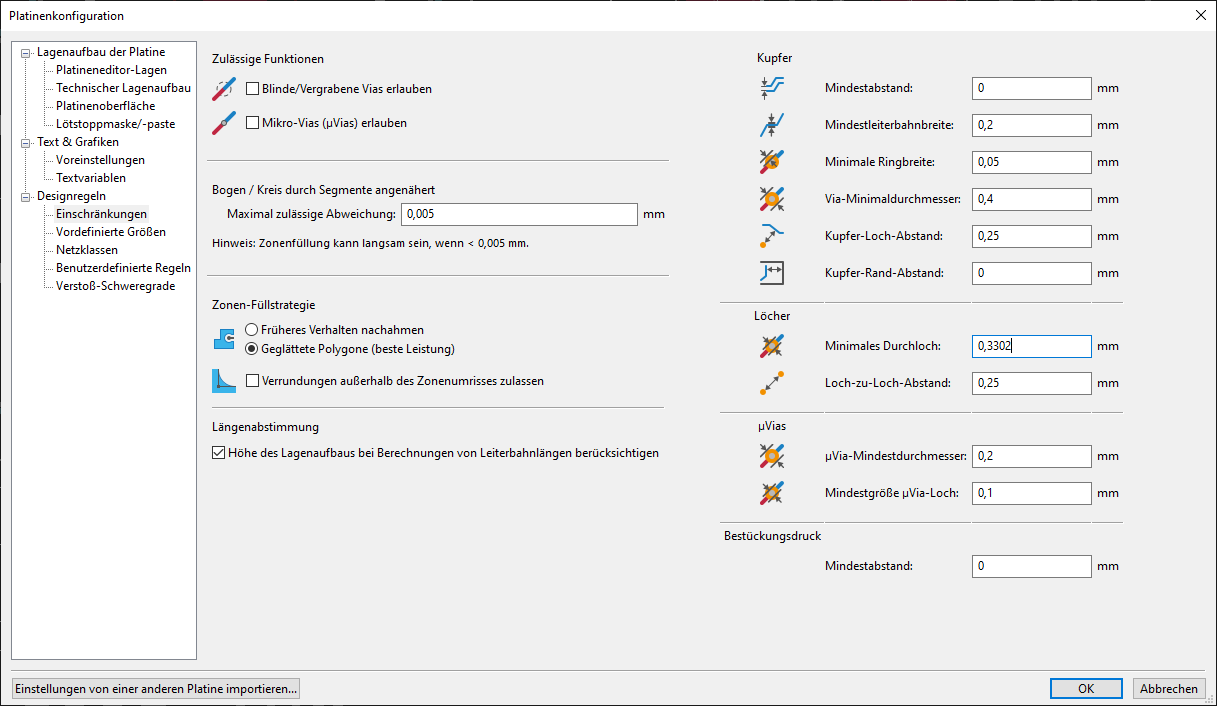 Platinenkonfiguration
Lagenaufbau der Platine
Platineneditor-Lagen
Technischer Lagenaufbau
Platinenoberfläche
Lötstoppmaske/-paste
Text & Grafiken
Voreinstellungen
Textvariablen
Designregeln
Einschränkungen
Vordefinierte Größen
Netzklassen
Benutzerdefinierte Regeln
Verstoß-Schweregrade
Zulässige Funktionen
Blinde/Vergrabene Vias erlauben
Mikro-Vias (µVias) erlauben
Bogen / Kreis durch Segmente angenähert
Maximal zulässige Abweichung: 0,005 mm
Hinweis: Zonenfüllung kann langsam sein, wenn < 0,005 mm.
Zonen-Füllstrategie
Früheres Verhalten nachahmen
Geglättete Polygone (beste Leistung)
Verrundungen außerhalb des Zonenumrisses zulassen
Längenabstimmung
Höhe des Lagenaufbaus bei Berechnungen von Leiterbahnlängen berücksichtigen
Kupfer
Mindestabstand: 0 mm
Mindestleiterbahnbreite: 0,2 mm
Minimale Ringbreite: 0,05 mm
Via-Minimaldurchmesser: 0,4 mm
Kupfer-Loch-Abstand: 0,25 mm
Kupfer-Rand-Abstand: 0 mm
Löcher
Minimales Durchloch: 0,3302 mm
Loch-zu-Loch-Abstand: 0,25 mm
µVias
µVia-Mindestdurchmesser: 0,2 mm
Mindestgröße µVia-Loch: 0,1 mm
Bestückungsdruck
Mindestabstand: 0 mm
Einstellungen von einer anderen Platine importieren...
OK
Abbrechen